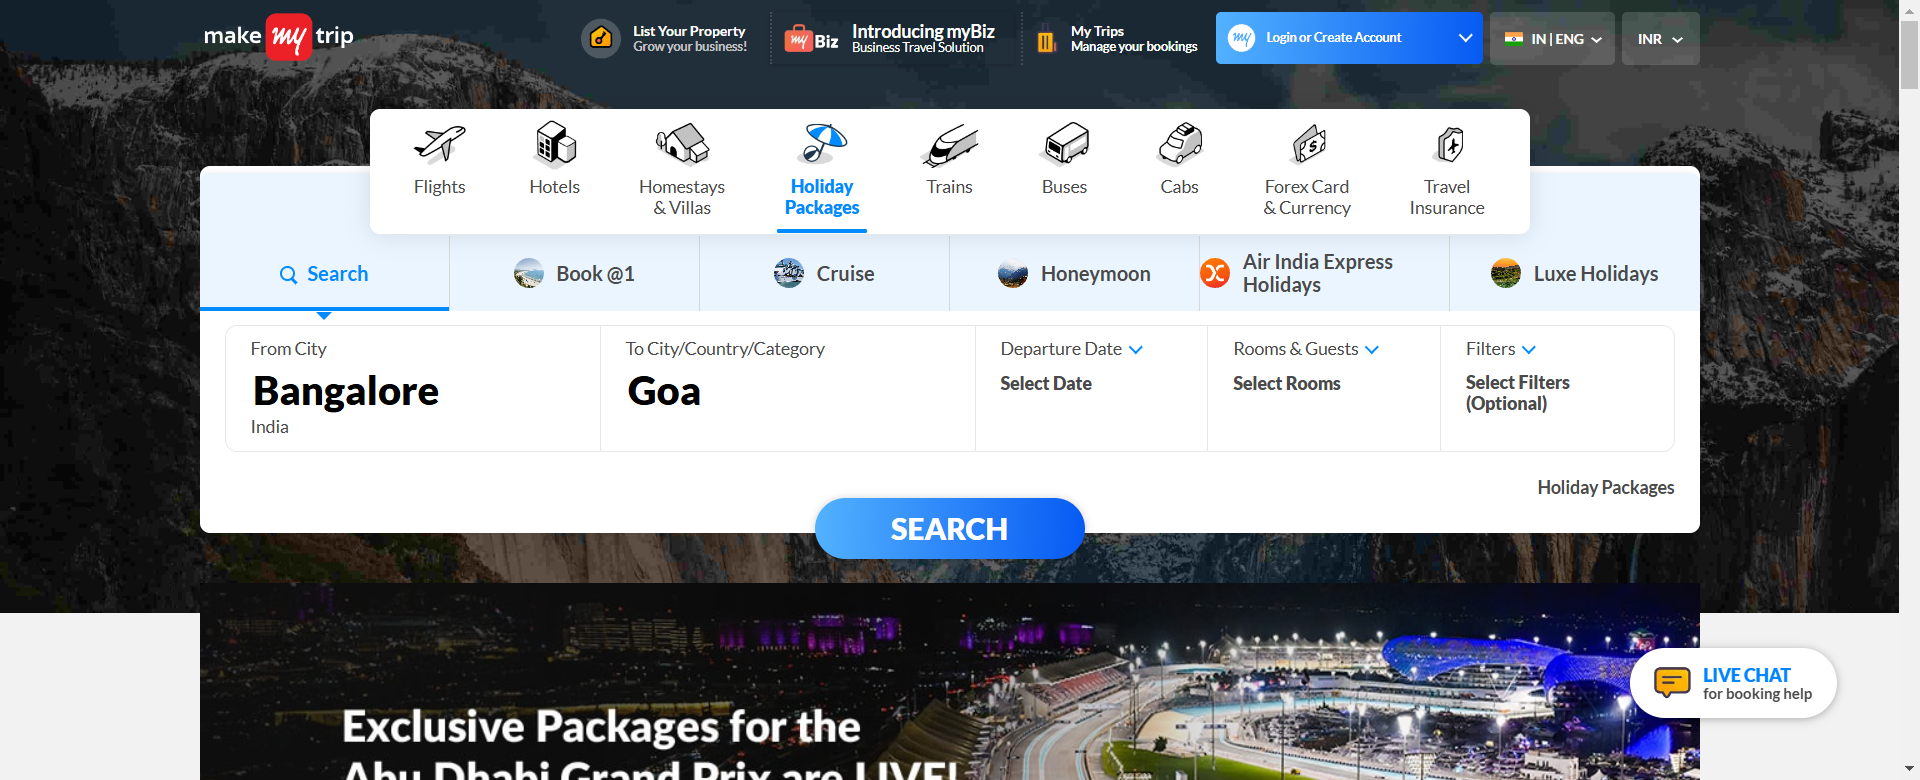 make my trip
List Your Property
Grow your business!
my Biz
Introducing myBiz
Business Travel Solution
My Trips
Manage your bookings
my
Login or Create Account
IN | ENG
INR
Flights
Hotels
Homestays
& Villas
Holiday
Packages
Trains
Buses
Cabs
Forex Card
& Currency
Travel
Insurance
Search
Book @1
Cruise
Honeymoon
Air India Express
Holidays
Luxe Holidays
From City
Bangalore
India
To City/Country/Category
Goa
Departure Date
Select Date
Rooms & Guests
Select Rooms
Filters
Select Filters
(Optional)
Holiday Packages
SEARCH
LIVE CHAT
for booking help
Exclusive Packages for the
Abu Dhabi Grand Prix are LIVE!